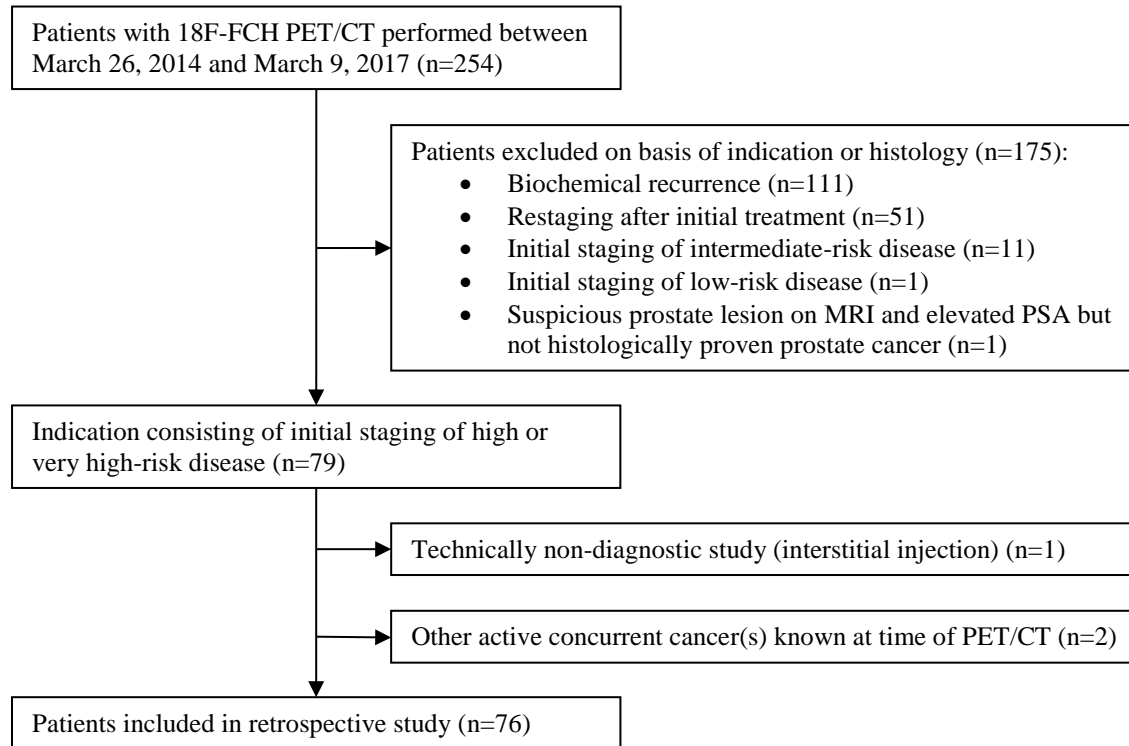 Patients with 18F-FCH PET/CT performed between
March 26, 2014 and March 9, 2017 (n=254)
Patients excluded on basis of indication or histology (n=175):
• Biochemical recurrence (n=111)
• Restaging after initial treatment (n=51)
• Initial staging of intermediate-risk disease (n=11)
• Initial staging of low-risk disease (n=1)
• Suspicious prostate lesion on MRI and elevated PSA but
not histologically proven prostate cancer (n=1)
Indication consisting of initial staging of high or
very high-risk disease (n=79)
Technically non-diagnostic study (interstitial injection) (n=1)
Other active concurrent cancer(s) known at time of PET/CT (n=2)
Patients included in retrospective study (n=76)